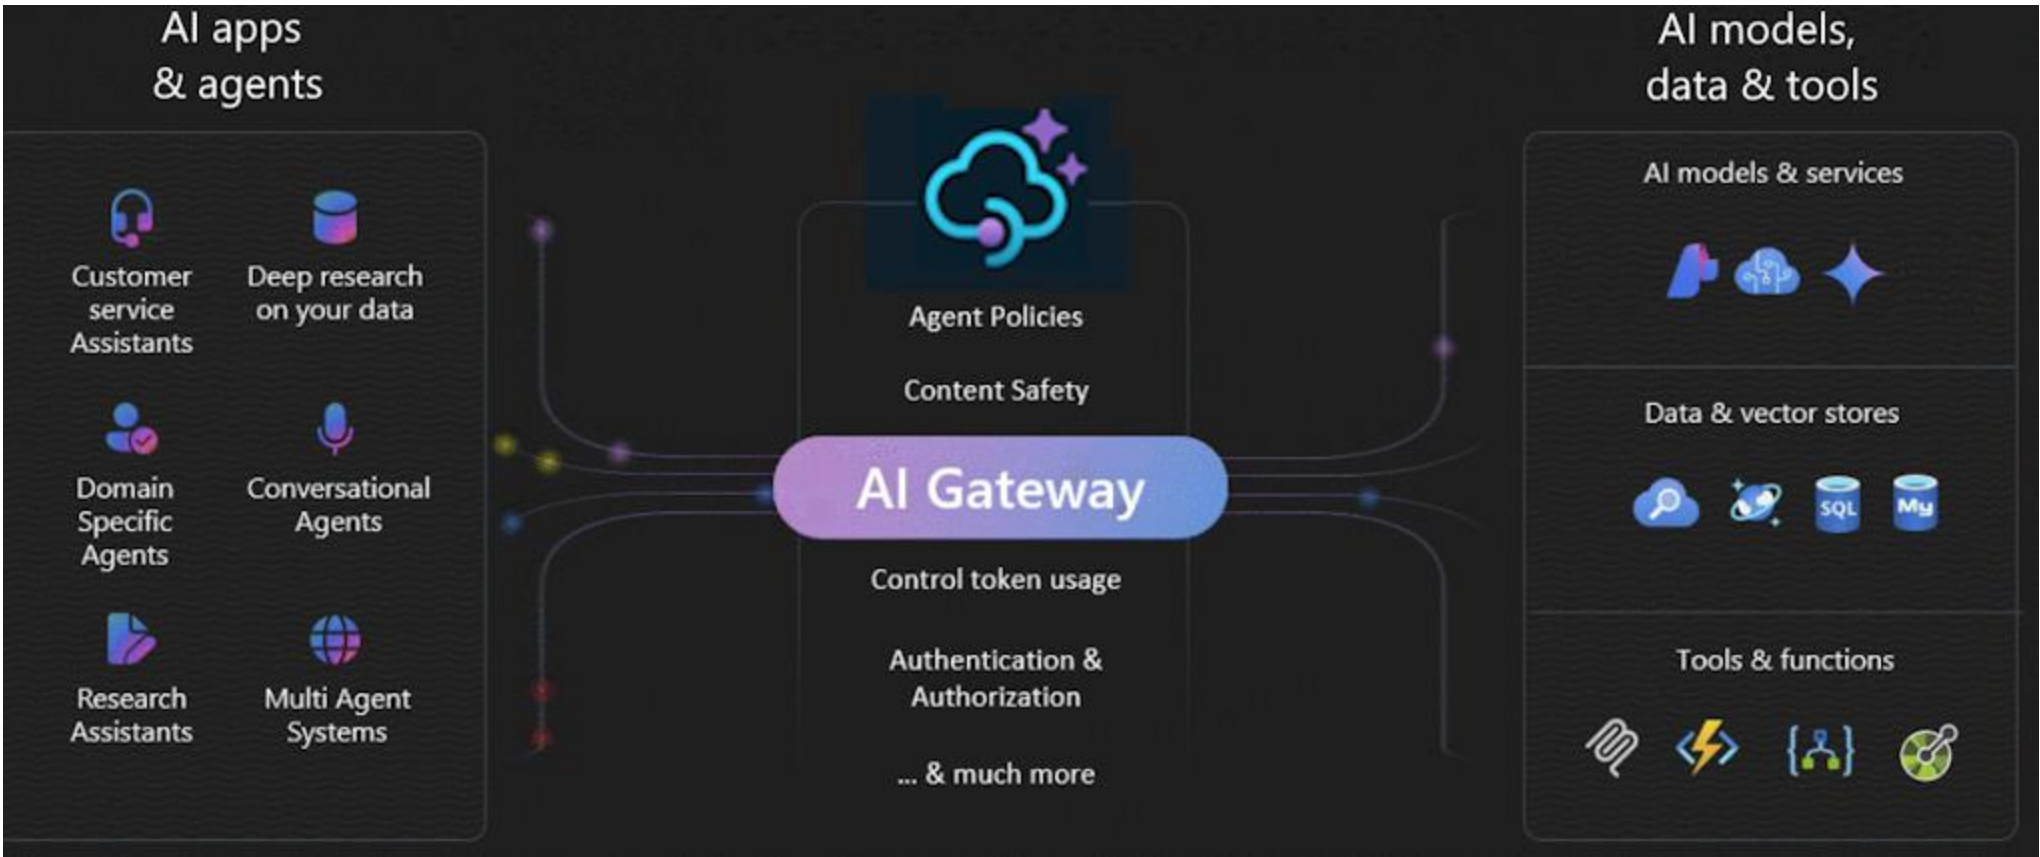 AI apps
& agents
Customer
service
Assistants
Deep research
on your data
Domain
Specific
Agents
Conversational
Agents
Research
Assistants
Multi Agent
Systems
Agent Policies
Content Safety
AI Gateway
Control token usage
Authentication &
Authorization
... & much more
AI models,
data & tools
AI models & services
Data & vector stores
SQL
My
Tools & functions